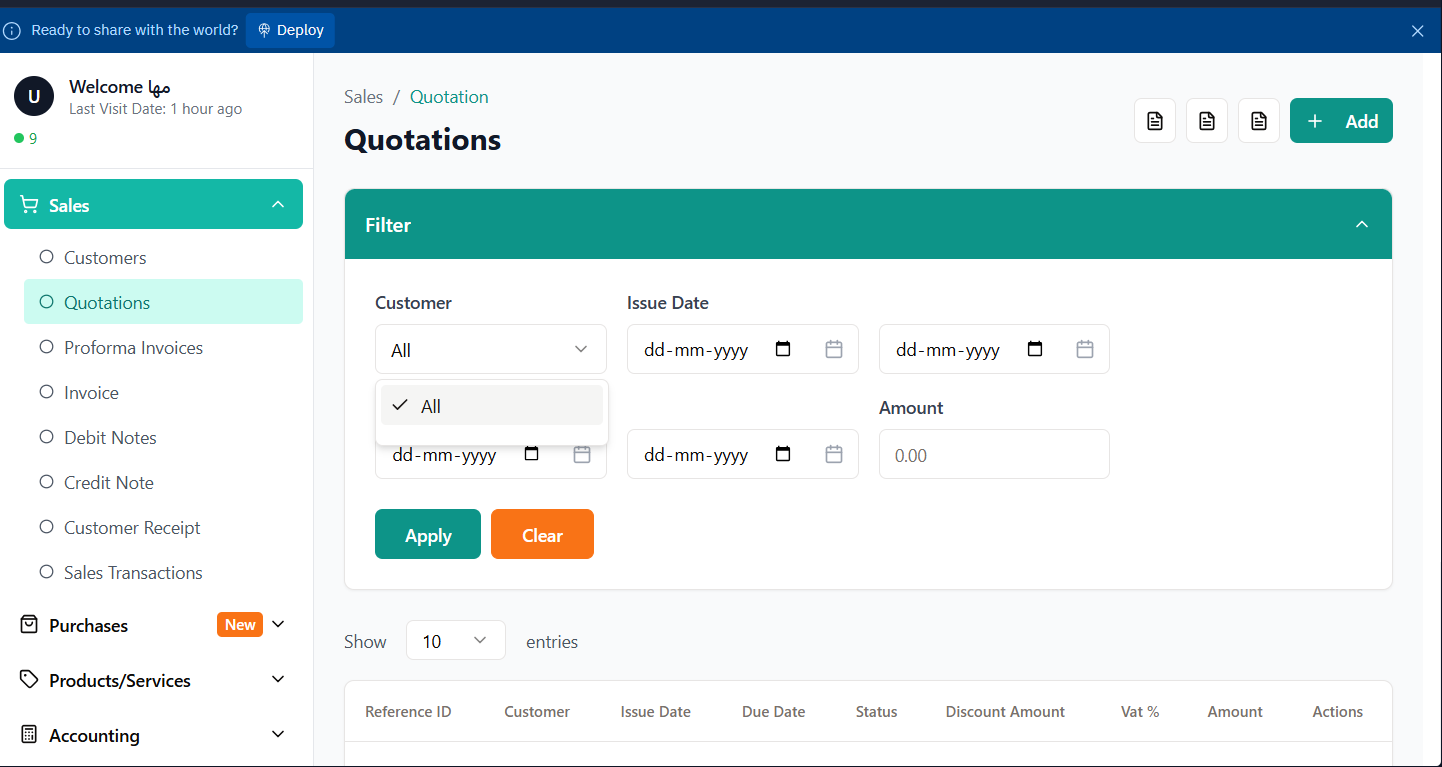 Ready to share with the world? Deploy
U
Welcome مها
Last Visit Date: 1 hour ago
9
Sales
Customers
Quotations
Proforma Invoices
Invoice
Debit Notes
Credit Note
Customer Receipt
Sales Transactions
Purchases New
Products/Services
Accounting
Sales / Quotation
Quotations
+ Add
Filter
Customer Issue Date
All dd-mm-yyyy dd-mm-yyyy
All
Amount
dd-mm-yyyy dd-mm-yyyy 0.00
Apply Clear
Show 10 entries
Reference ID Customer Issue Date Due Date Status Discount Amount Vat % Amount Actions